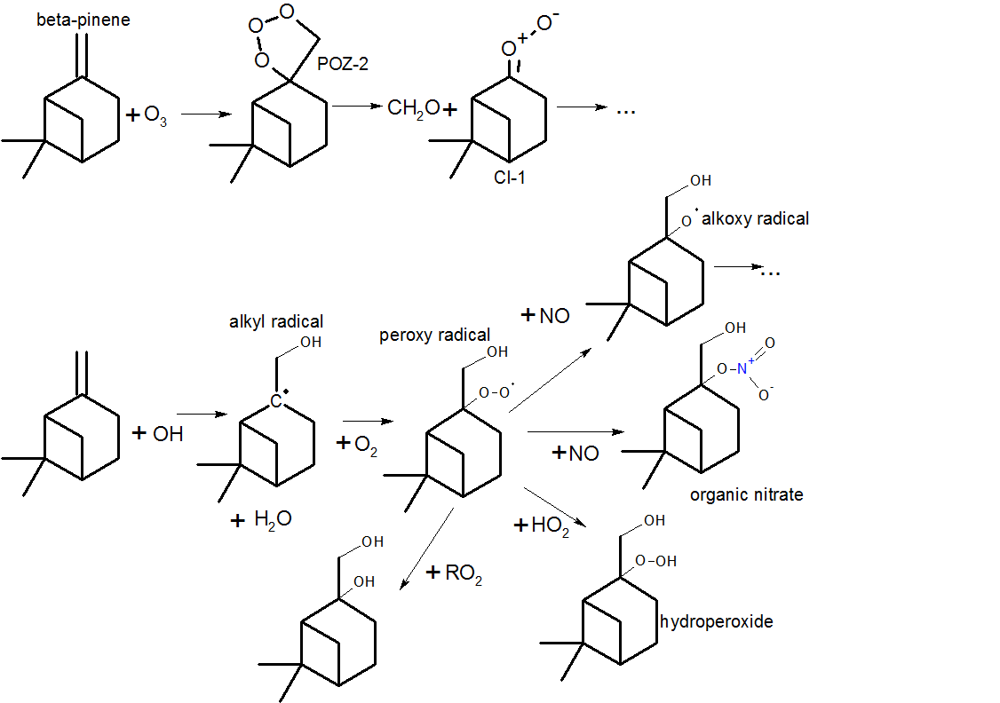 beta-pinene
+ O3
O
O
O
POZ-2
CH2O +
O+
O-
CI-1
...
OH
O• alkoxy radical
...
+ NO
alkyl radical
OH
C•
peroxy radical
OH
O-O•
OH
O-N+
O
O-
+ OH
+ O2
+ NO
organic nitrate
+ H2O
+ HO2
OH
O-OH
OH
OH
+ RO2
hydroperoxide